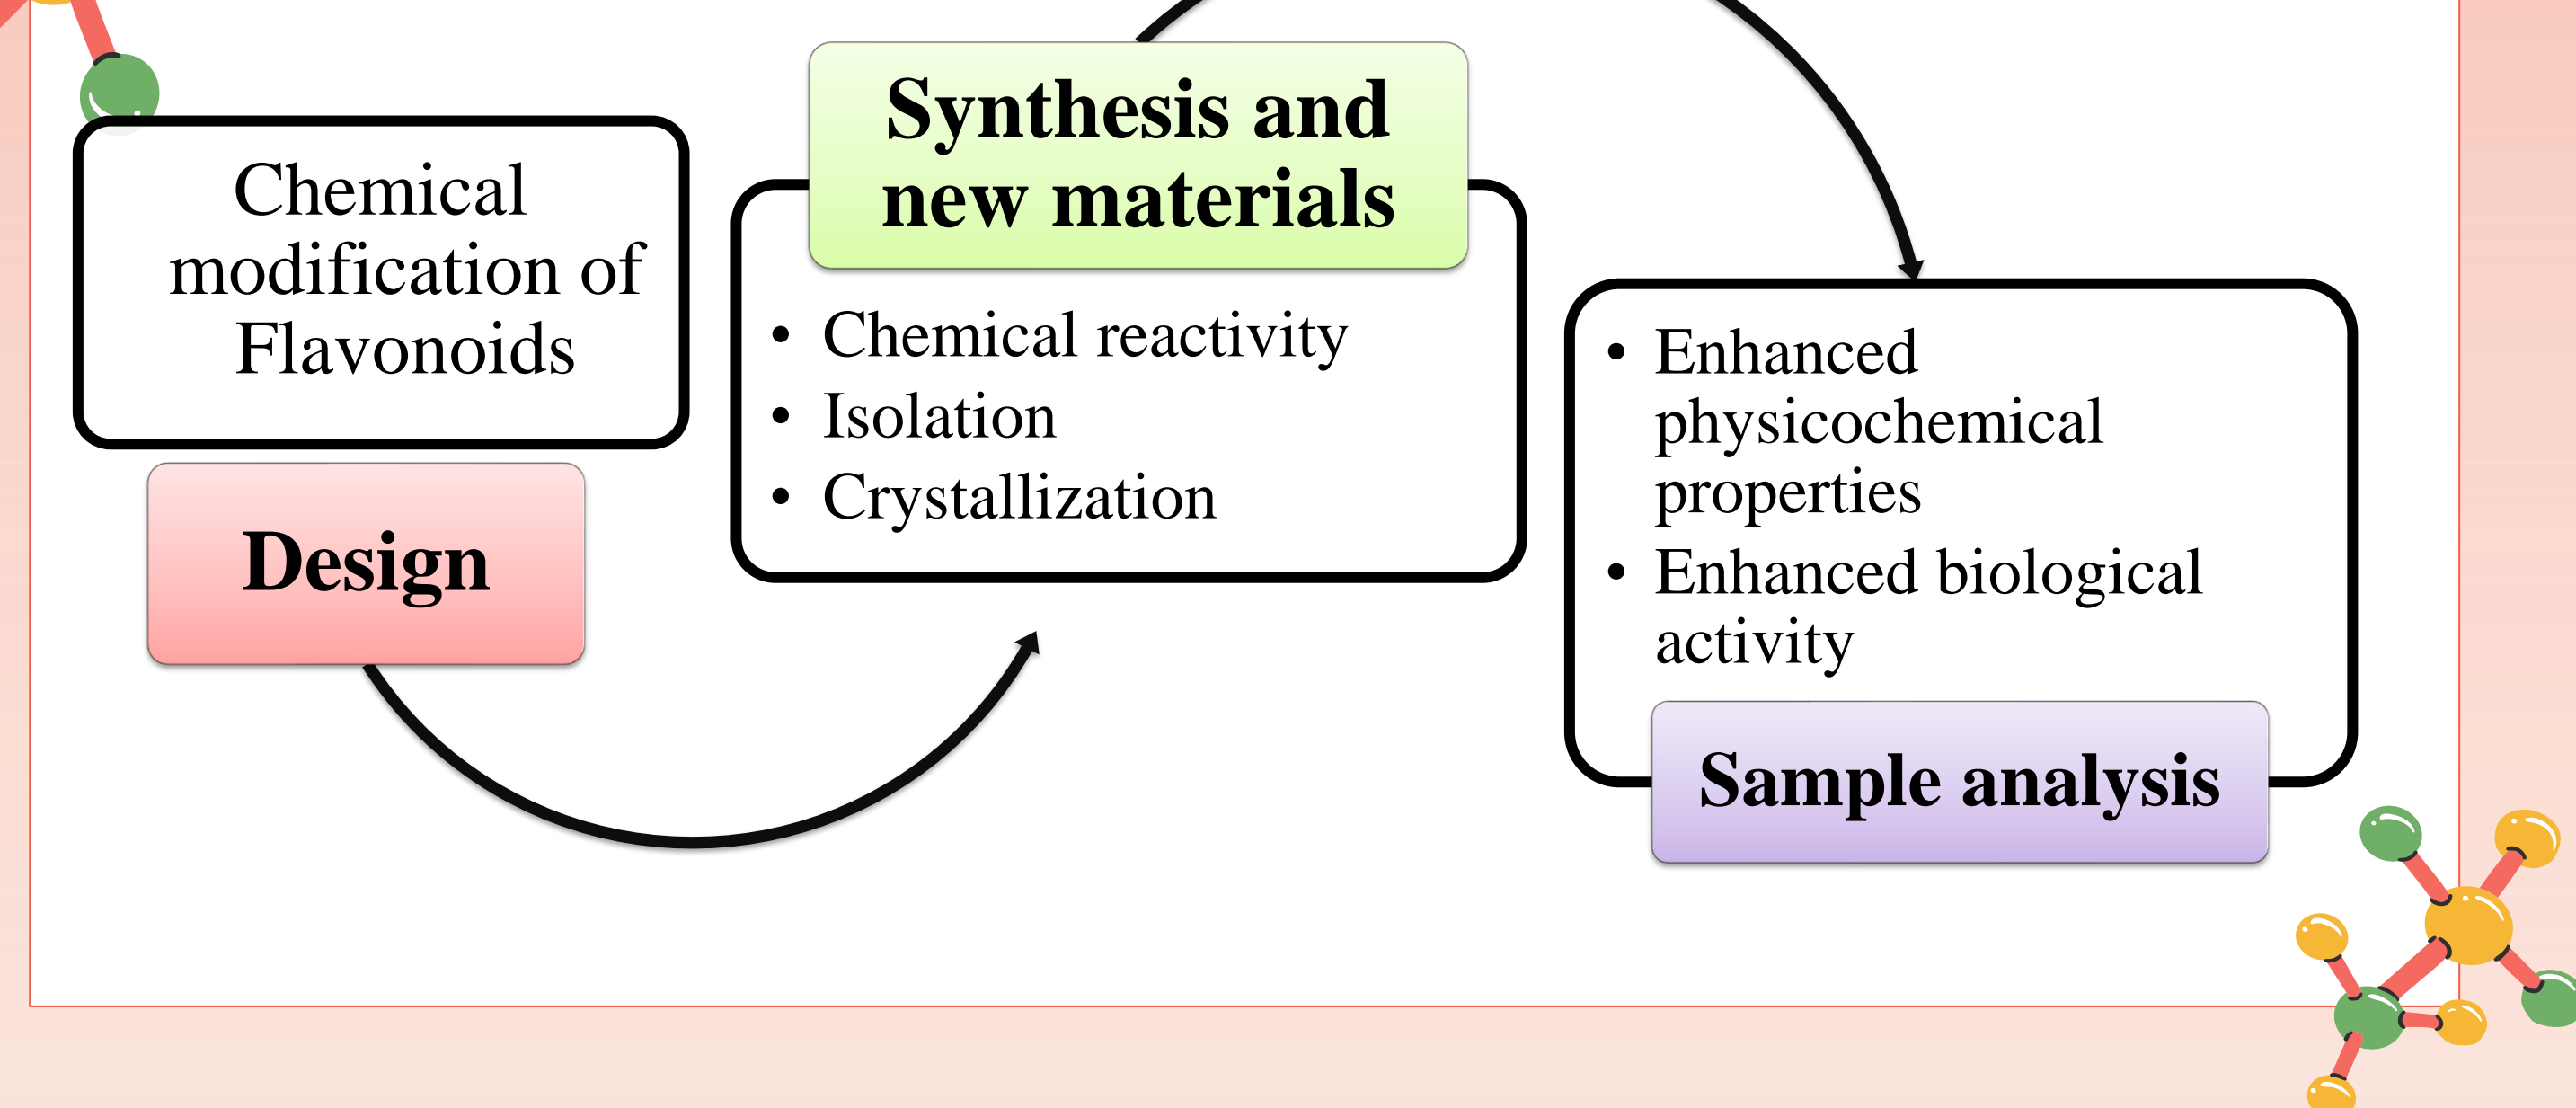 Chemical
modification of
Flavonoids
Design
Synthesis and
new materials
• Chemical reactivity
• Isolation
• Crystallization
• Enhanced
physicochemical
properties
• Enhanced biological
activity
Sample analysis